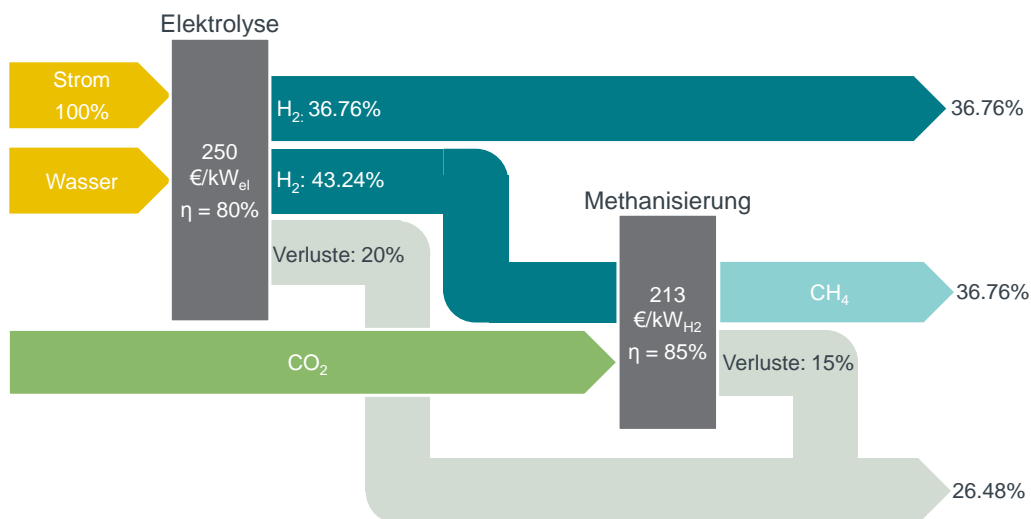 Elektrolyse
Strom
100%
H₂: 36.76%
36.76%
Wasser
250
€/kWel
η = 80%
H₂: 43.24%
Verluste: 20%
Methanisierung
213
€/kWH2
η = 85%
CH₄
36.76%
CO₂
Verluste: 15%
26.48%